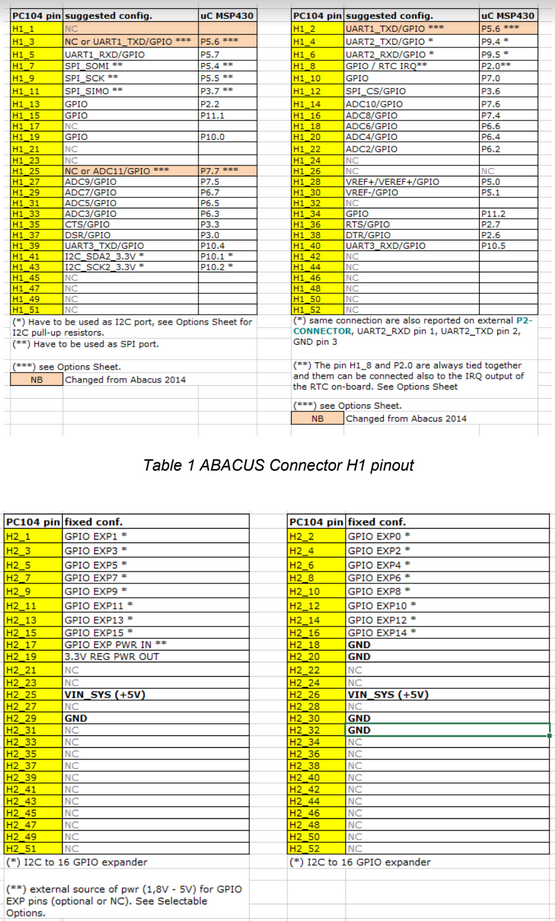 PC104 pin suggested config. uC MSP430
H1_1 NC
H1_3 NC or UART1_TXD/GPIO *** P5.6 ***
H1_5 UART1_RXD/GPIO P5.7
H1_7 SPI_SOMI ** P5.4 **
H1_9 SPI_SCK ** P5.5 **
H1_11 SPI_SIMO ** P3.7 **
H1_13 GPIO P2.2
H1_15 GPIO P11.1
H1_17 NC
H1_19 GPIO P10.0
H1_21 NC
H1_23 NC
H1_25 NC or ADC11/GPIO *** P7.7 ***
H1_27 ADC9/GPIO P7.5
H1_29 ADC7/GPIO P6.7
H1_31 ADC5/GPIO P6.5
H1_33 ADC3/GPIO P6.3
H1_35 CTS/GPIO P3.3
H1_37 DSR/GPIO P3.0
H1_39 UART3_TXD/GPIO P10.4
H1_41 I2C_SDA2_3.3V * P10.1 *
H1_43 I2C_SCK2_3.3V * P10.2 *
H1_45 NC
H1_47 NC
H1_49 NC
H1_51 NC
(*) Have to be used as I2C port, see Options Sheet for
I2C pull-up resistors.
(**) Have to be used as SPI port.
(***) see Options Sheet.
NB Changed from Abacus 2014
PC104 pin suggested config. uC MSP430
H1_2 UART1_TXD/GPIO *** P5.6 ***
H1_4 UART2_TXD/GPIO * P9.4 *
H1_6 UART2_RXD/GPIO * P9.5 *
H1_8 GPIO / RTC IRQ** P2.0**
H1_10 GPIO P7.0
H1_12 SPI_CS/GPIO P3.6
H1_14 ADC10/GPIO P7.6
H1_16 ADC8/GPIO P7.4
H1_18 ADC6/GPIO P6.6
H1_20 ADC4/GPIO P6.4
H1_22 ADC2/GPIO P6.2
H1_24 NC
H1_26 NC NC
H1_28 VREF+/VEREF+/GPIO P5.0
H1_30 VREF-/GPIO P5.1
H1_32 NC
H1_34 GPIO P11.2
H1_36 RTS/GPIO P2.7
H1_38 DTR/GPIO P2.6
H1_40 UART3_RXD/GPIO P10.5
H1_42 NC
H1_44 NC
H1_46 NC
H1_48 NC
H1_50 NC
H1_52 NC
(*) same connection are also reported on external P2-
CONNECTOR, UART2_RXD pin 1, UART2_TXD pin 2,
GND pin 3
(**) The pin H1_8 and P2.0 are always tied together
and them can be connected also to the IRQ output of
the RTC on-board. See Options Sheet
(***) see Options Sheet.
NB Changed from Abacus 2014
Table 1 ABACUS Connector H1 pinout
PC104 pin fixed conf.
H2_1 GPIO EXP1 *
H2_3 GPIO EXP3 *
H2_5 GPIO EXP5 *
H2_7 GPIO EXP7 *
H2_9 GPIO EXP9 *
H2_11 GPIO EXP11 *
H2_13 GPIO EXP13 *
H2_15 GPIO EXP15 *
H2_17 GPIO EXP PWR IN **
H2_19 3.3V REG PWR OUT
H2_21 NC
H2_23 NC
H2_25 VIN_SYS (+5V)
H2_27 NC
H2_29 GND
H2_31 NC
H2_33 NC
H2_35 NC
H2_37 NC
H2_39 NC
H2_41 NC
H2_43 NC
H2_45 NC
H2_47 NC
H2_49 NC
H2_51 NC
(*) I2C to 16 GPIO expander
(**) external source of pwr (1,8V - 5V) for GPIO
EXP pins (optional or NC). See Selectable
Options.
PC104 pin fixed conf.
H2_2 GPIO EXP0 *
H2_4 GPIO EXP2 *
H2_6 GPIO EXP4 *
H2_8 GPIO EXP6 *
H2_10 GPIO EXP8 *
H2_12 GPIO EXP10 *
H2_14 GPIO EXP12 *
H2_16 GPIO EXP14 *
H2_18 GND
H2_20 GND
H2_22 NC
H2_24 NC
H2_26 VIN_SYS (+5V)
H2_28 NC
H2_30 GND
H2_32 GND
H2_34 NC
H2_36 NC
H2_38 NC
H2_40 NC
H2_42 NC
H2_44 NC
H2_46 NC
H2_48 NC
H2_50 NC
H2_52 NC
(*) I2C to 16 GPIO expander